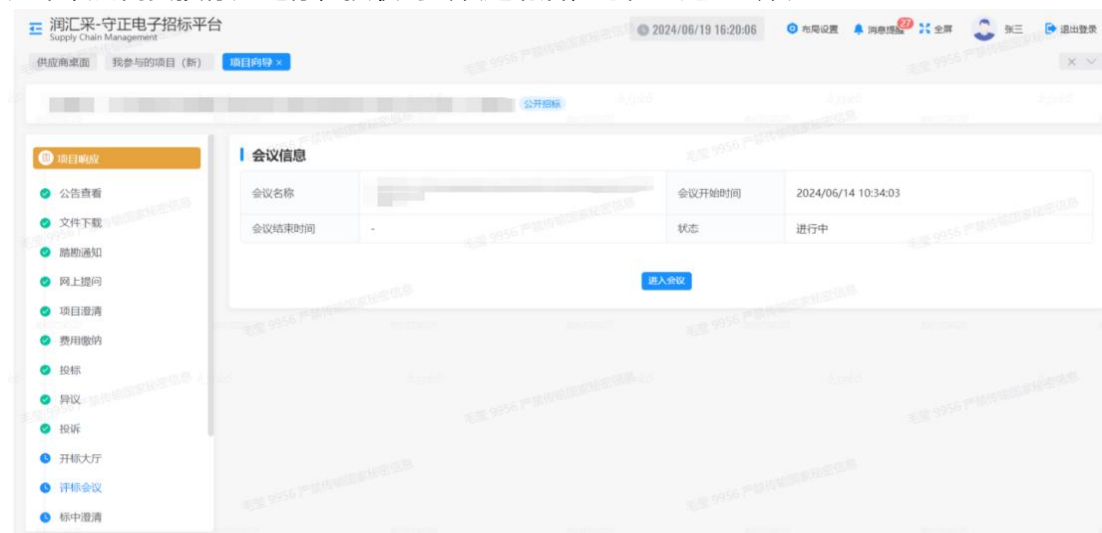 润汇采-守正电子招标平台
Supply Chain Management
2024/06/19 16:20:06
布局设置
消息提醒
27
全屏
张三
退出登录
供应商桌面
我参与的项目（新）
项目向导 ×
公开招标
项目响应
公告查看
文件下载
踏勘通知
网上提问
项目澄清
费用缴纳
投标
异议
投诉
开标大厅
评标会议
标中澄清
会议信息
会议名称
会议开始时间 2024/06/14 10:34:03
会议结束时间 - 状态 进行中
进入会议